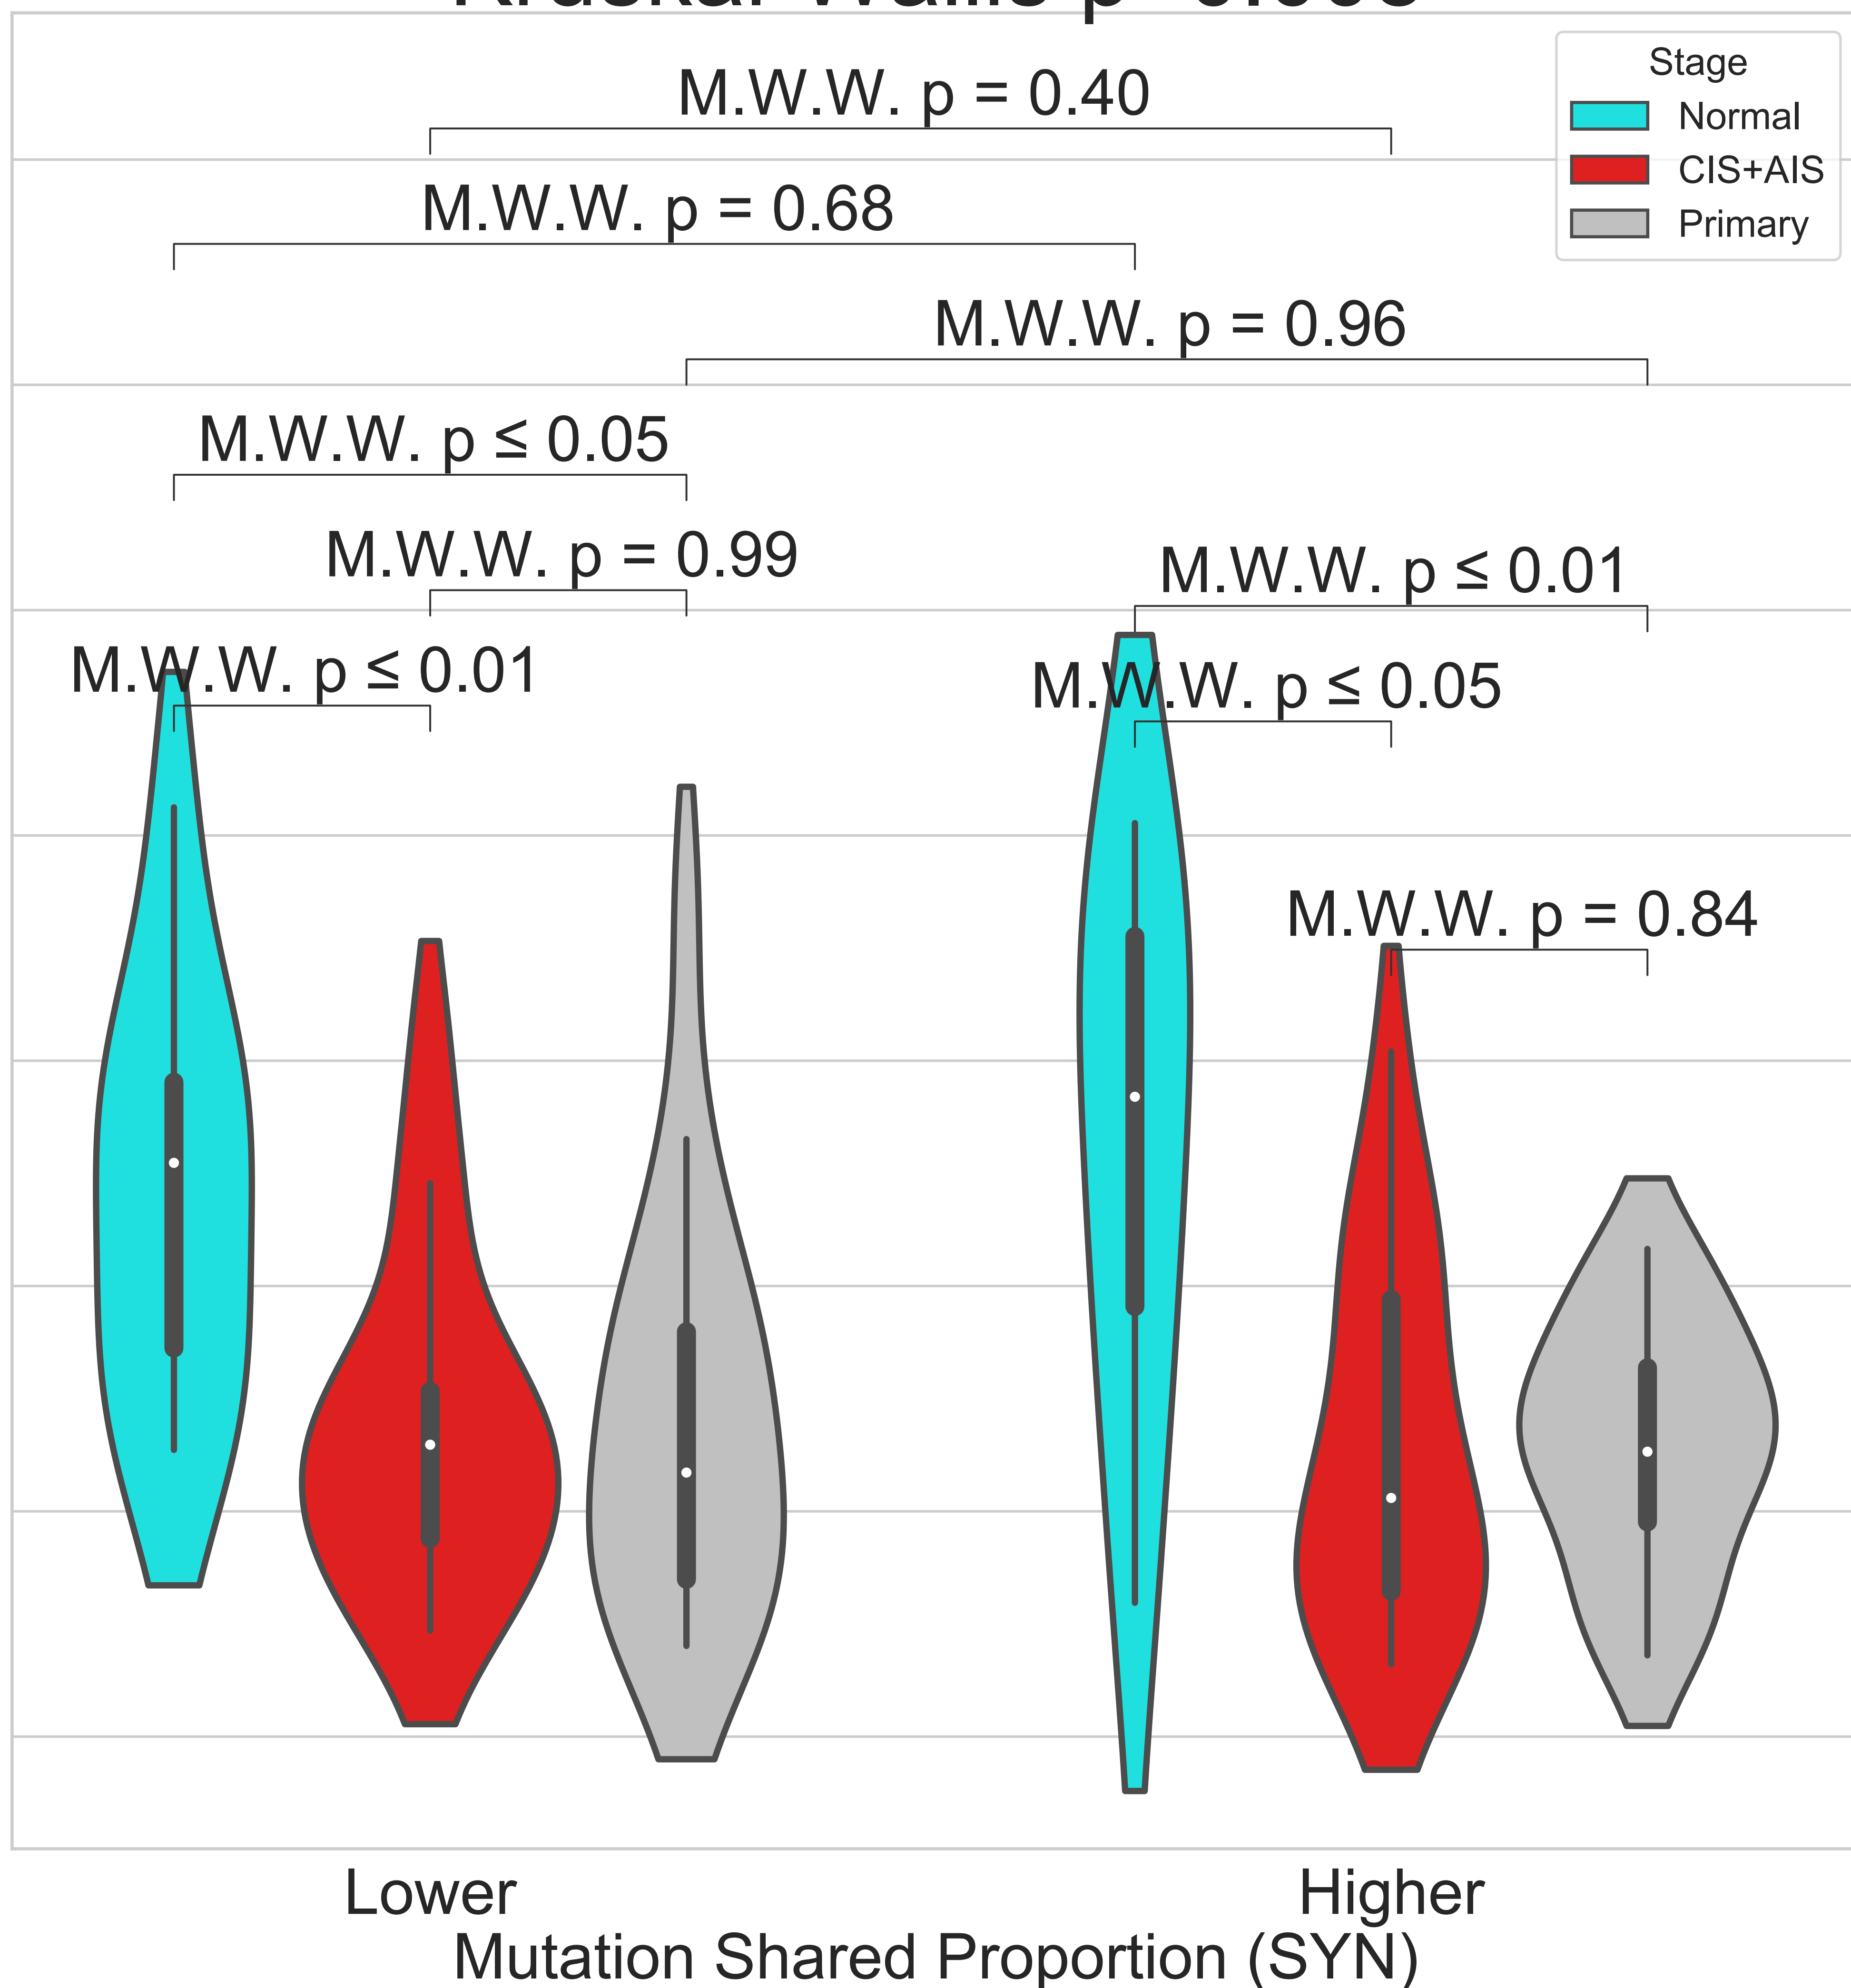 M.W.W. p = 0.40
Stage
Normal
CIS+AIS
Primary
M.W.W. p = 0.68
M.W.W. p = 0.96
M.W.W. p ≤ 0.05
M.W.W. p = 0.99
M.W.W. p ≤ 0.01
M.W.W. p ≤ 0.01
M.W.W. p ≤ 0.05
M.W.W. p = 0.84
Lower
Higher
Mutation Shared Proportion (SYN)